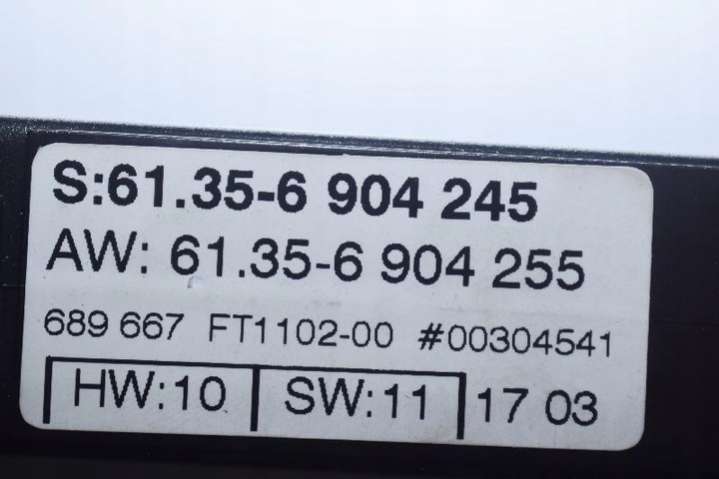 S:61.35-6 904 245
AW: 61.35-6 904 255
689 667 FT1102-00 #00304541
HW:10 SW:11 17 03